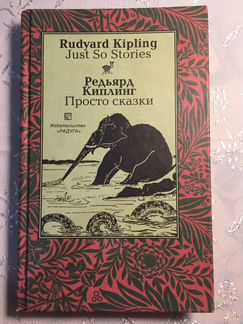 Rudyard Kipling
Just So Stories
Редьярд
Киплинг
Просто сказки
Издательство
«РАДУГА»